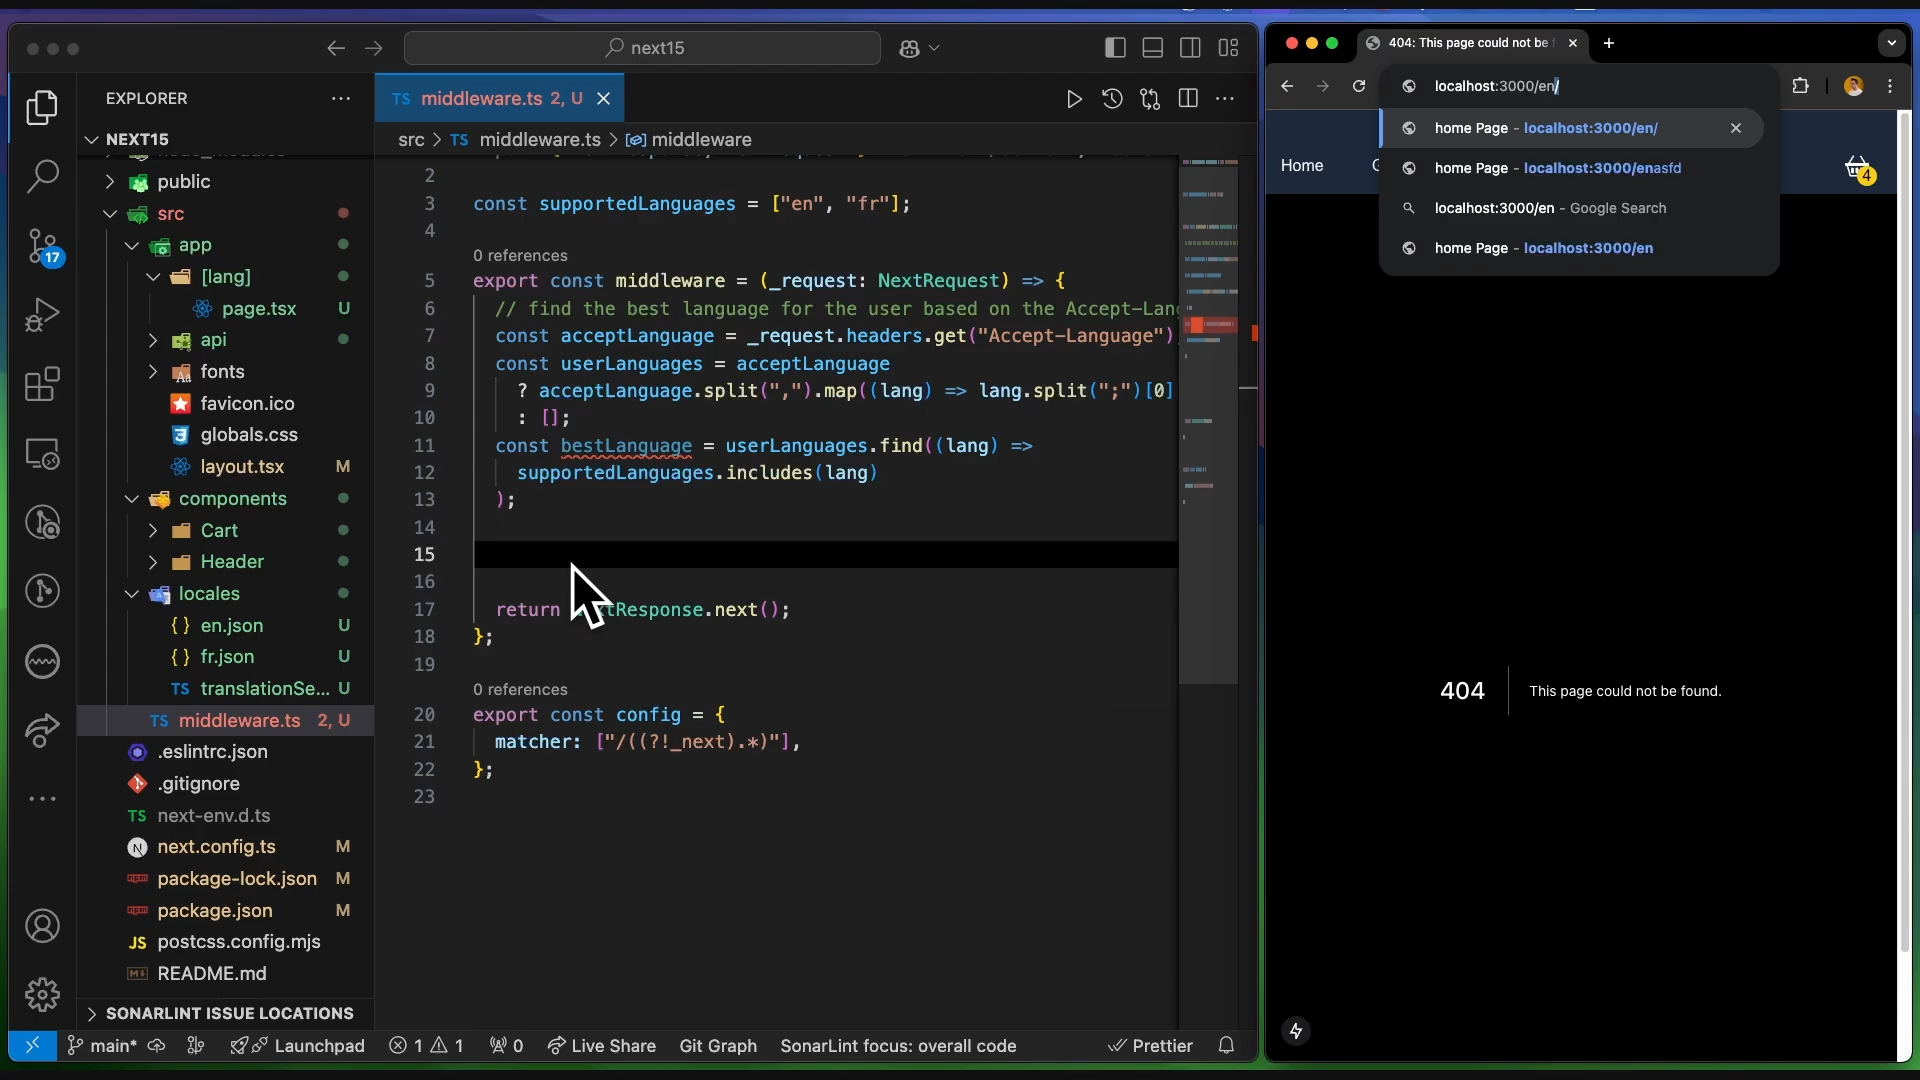 next15
EXPLORER
NEXT15
public
src
app
[lang]
page.tsx U
api
fonts
favicon.ico
globals.css
layout.tsx M
components
Cart
Header
locales
{ } en.json U
{ } fr.json U
TS translationSe... U
TS middleware.ts 2, U
.eslintrc.json
.gitignore
TS next-env.d.ts
N next.config.ts M
package-lock.json M
package.json M
JS postcss.config.mjs
README.md
SONARLINT ISSUE LOCATIONS
17
TS middleware.ts 2, U
src > TS middleware.ts > middleware
2
3 const supportedLanguages = ["en", "fr"];
4
0 references
5 export const middleware = (_request: NextRequest) => {
6 // find the best language for the user based on the Accept-Lang
7 const acceptLanguage = _request.headers.get("Accept-Language")
8 const userLanguages = acceptLanguage
9 ? acceptLanguage.split(",").map((lang) => lang.split(";")[0]
10 : [];
11 const bestLanguage = userLanguages.find((lang) =>
12 supportedLanguages.includes(lang)
13 );
14
15
16
17 return tResponse.next();
18 };
19
0 references
20 export const config = {
21 matcher: ["/((?!_next).*)"],
22 };
23
main* Launchpad 1 1 0 Live Share Git Graph SonarLint focus: overall code Prettier
404: This page could not be f
localhost:3000/en/
home Page - localhost:3000/en/
home Page - localhost:3000/enasfd
localhost:3000/en - Google Search
home Page - localhost:3000/en
Home
4
404 This page could not be found.